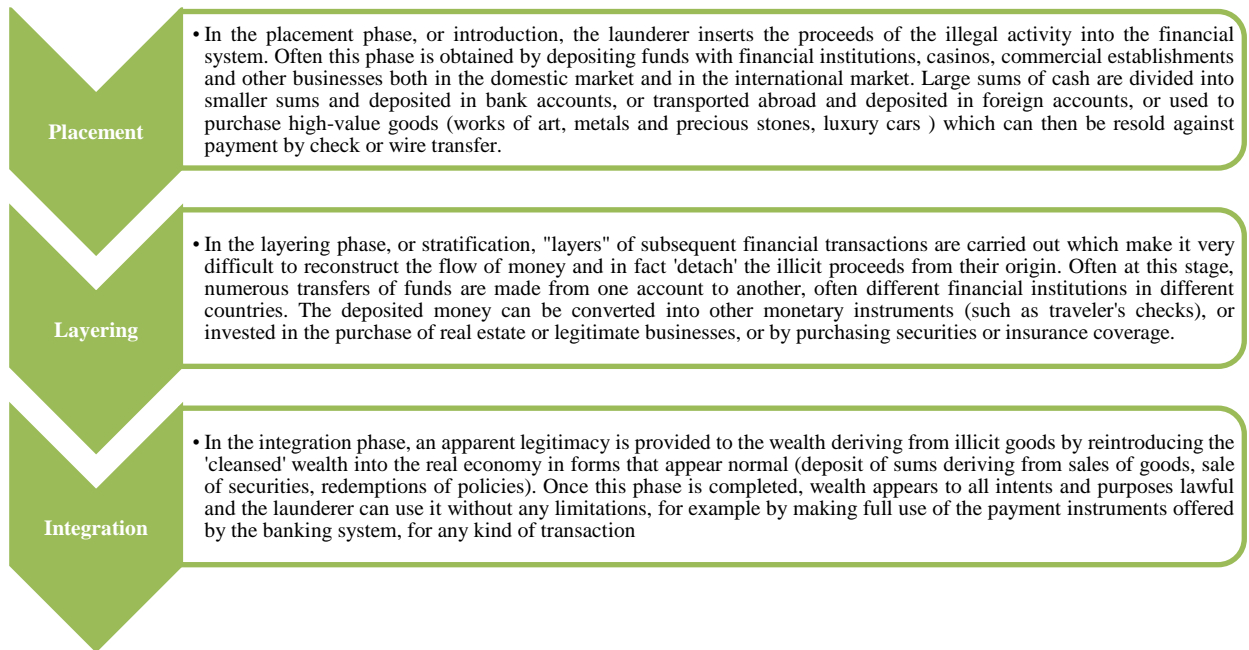 Placement
• In the placement phase, or introduction, the launderer inserts the proceeds of the illegal activity into the financial
system. Often this phase is obtained by depositing funds with financial institutions, casinos, commercial establishments
and other businesses both in the domestic market and in the international market. Large sums of cash are divided into
smaller sums and deposited in bank accounts, or transported abroad and deposited in foreign accounts, or used to
purchase high-value goods (works of art, metals and precious stones, luxury cars ) which can then be resold against
payment by check or wire transfer.
Layering
• In the layering phase, or stratification, "layers" of subsequent financial transactions are carried out which make it very
difficult to reconstruct the flow of money and in fact 'detach' the illicit proceeds from their origin. Often at this stage,
numerous transfers of funds are made from one account to another, often different financial institutions in different
countries. The deposited money can be converted into other monetary instruments (such as traveler's checks), or
invested in the purchase of real estate or legitimate businesses, or by purchasing securities or insurance coverage.
Integration
• In the integration phase, an apparent legitimacy is provided to the wealth deriving from illicit goods by reintroducing the
'cleansed' wealth into the real economy in forms that appear normal (deposit of sums deriving from sales of goods, sale
of securities, redemptions of policies). Once this phase is completed, wealth appears to all intents and purposes lawful
and the launderer can use it without any limitations, for example by making full use of the payment instruments offered
by the banking system, for any kind of transaction